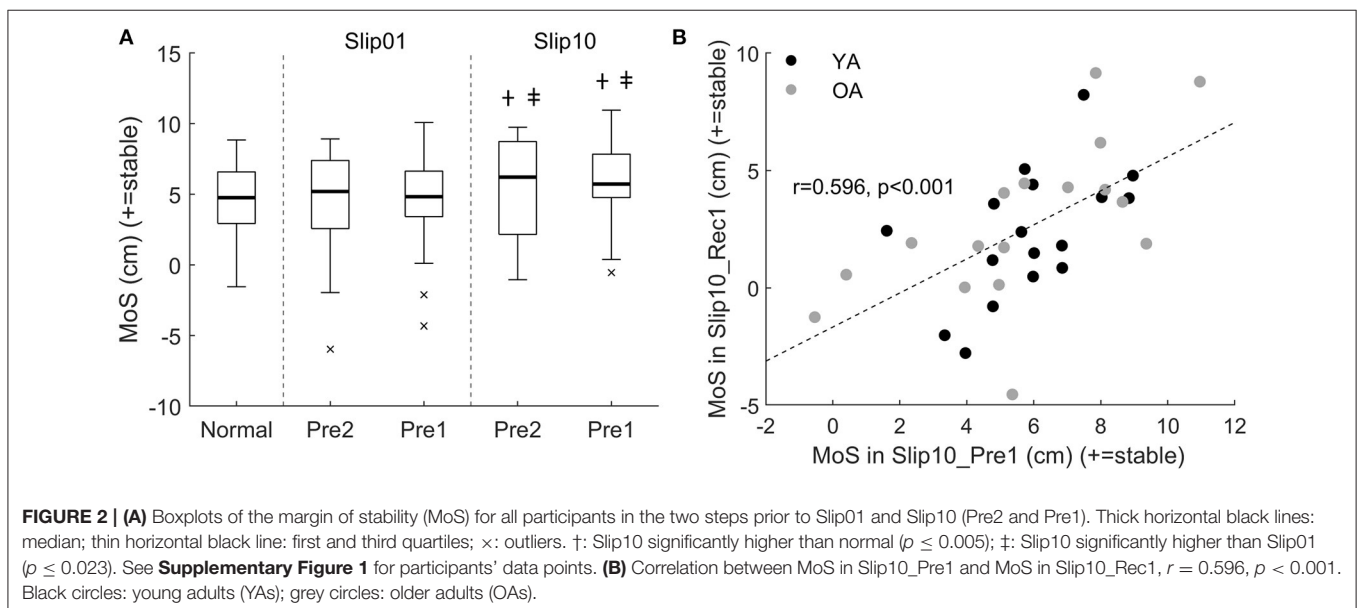 A
Slip01 Slip10
15
10
5
0
-5
-10
MoS (cm) (+=stable)
† ‡ † ‡
× × × ×
Normal Pre2 Pre1 Pre2 Pre1
B
YA
OA
10
5
0
-5
MoS in Slip10_Rec1 (cm) (+=stable)
r=0.596, p<0.001
-2 0 2 4 6 8 10 12
MoS in Slip10_Pre1 (cm) (+=stable)
FIGURE 2 | (A) Boxplots of the margin of stability (MoS) for all participants in the two steps prior to Slip01 and Slip10 (Pre2 and Pre1). Thick horizontal black lines:
median; thin horizontal black line: first and third quartiles; ×: outliers. †: Slip10 significantly higher than normal (p ≤ 0.005); ‡: Slip10 significantly higher than Slip01
(p ≤ 0.023). See Supplementary Figure 1 for participants' data points. (B) Correlation between MoS in Slip10_Pre1 and MoS in Slip10_Rec1, r = 0.596, p < 0.001.
Black circles: young adults (YAs); grey circles: older adults (OAs).